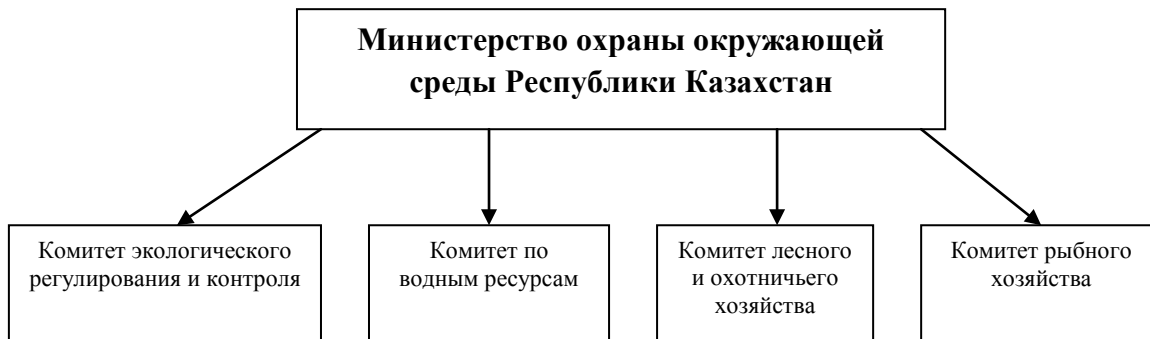 Министерство охраны окружающей
среды Республики Казахстан
Комитет экологического
регулирования и контроля
Комитет по
водным ресурсам
Комитет лесного
и охотничьего
хозяйства
Комитет рыбного
хозяйства